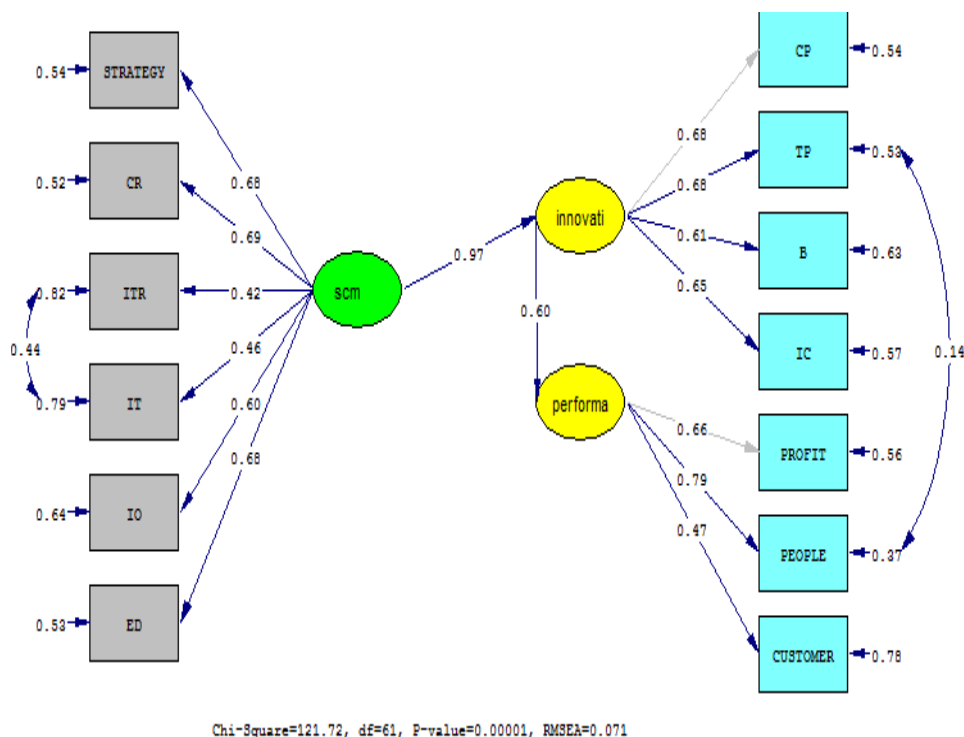 0.54
STRATEGY
CP
0.54
0.68
TP
0.53
0.52
CR
0.68
0.68
innovati
0.61
B
0.63
0.69
0.97
0.65
0.82
ITR
0.42
scm
0.60
0.44
0.46
IC
0.57
0.14
0.79
IT
0.60
performa
0.66
0.68
PROFIT
0.56
0.79
0.64
IO
0.47
PEOPLE
0.37
0.53
ED
CUSTOMER
0.78
Chi-Square=121.72, df=61, P-value=0.00001, RMSEA=0.071